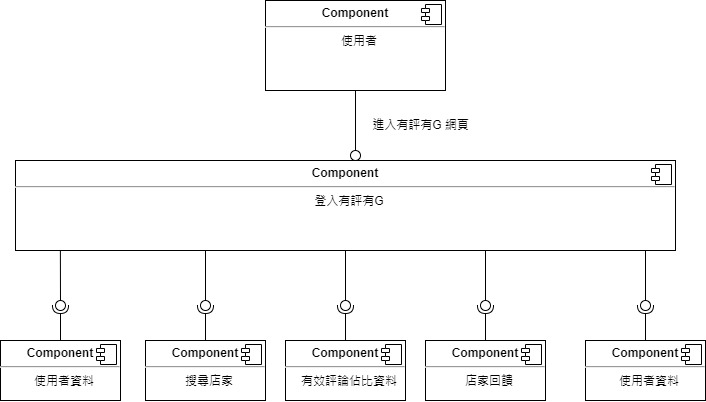 Component
使用者
進入有評有G 網頁
Component
登入有評有G
Component
使用者資料
Component
搜尋店家
Component
有效評論佔比資料
Component
店家回饋
Component
使用者資料